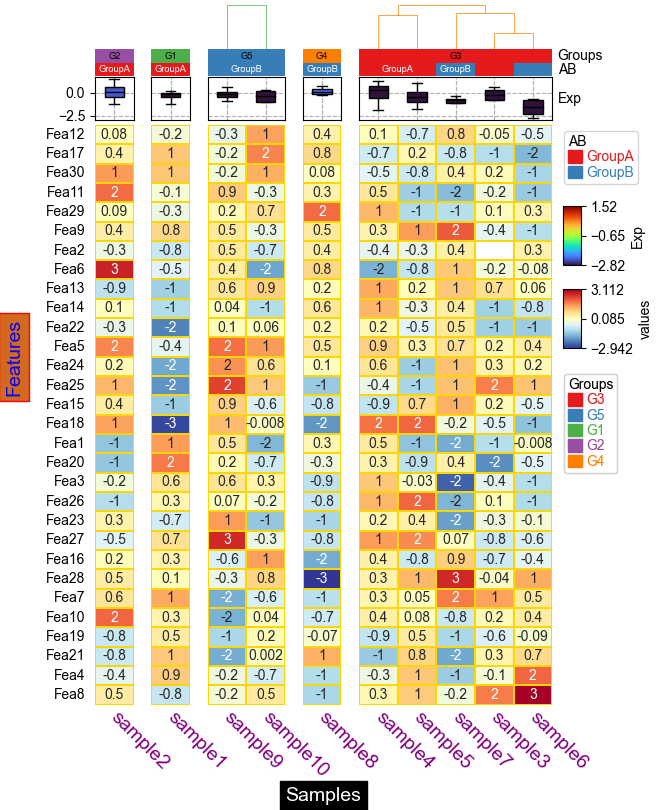 G2 G1 G5 G4 G3 Groups
GroupA GroupA GroupB GroupB GroupA GroupB AB
0.0
−2.5
Exp
Fea12 0.08 -0.2 -0.3 1 0.4 0.1 -0.7 0.8 -0.05 -0.5
Fea17 0.4 1 -0.2 2 0.8 -0.7 0.2 -0.8 -1 -2
Fea30 1 1 -0.2 1 0.08 -0.5 -0.8 0.4 0.2 -1
Fea11 2 -0.1 0.9 -0.3 0.3 0.5 -1 -2 -0.2 -1
Fea29 0.09 -0.3 0.2 0.7 2 1 -1 -1 0.1 0.3
Fea9 0.4 0.8 0.5 -0.3 0.5 0.3 1 2 -0.4 -1
Fea2 -0.3 -0.8 0.5 -0.7 0.4 -0.4 -0.3 0.4 0.3
Fea6 3 -0.5 0.4 -2 0.8 -2 -0.8 1 -0.2 -0.08
Fea13 -0.9 -1 0.6 0.9 0.2 1 0.2 1 0.7 0.06
Fea14 0.1 -1 0.04 -1 0.6 1 -0.3 0.4 -1 -0.8
Fea22 -0.3 -2 0.1 0.06 0.2 0.2 -0.5 0.5 -1 -1
Fea5 2 -0.4 2 1 0.5 0.9 0.3 0.7 0.2 0.4
Fea24 0.2 -2 2 0.6 0.1 0.6 -1 1 0.3 0.2
Fea25 1 -2 2 1 -1 -0.4 -1 1 2 1
Fea15 0.4 -1 0.9 -0.6 -0.8 -0.9 0.7 1 0.2 -0.5
Fea18 1 -3 1 -0.008 -2 2 2 -0.2 -0.5 -1
Fea1 -1 1 0.5 -2 0.3 0.5 -1 -2 -1 -0.008
Fea20 -1 2 0.2 -0.7 -0.3 0.3 -0.9 0.4 -2 -0.5
Fea3 -0.2 0.6 0.6 0.3 -0.9 1 -0.03 -2 -0.4 -1
Fea26 -1 0.3 0.07 -0.2 -0.8 1 2 -2 0.1 -1
Fea23 0.3 -0.7 1 -1 -1 0.2 0.4 -2 -0.3 -0.1
Fea27 -0.5 0.7 3 -0.3 -0.8 1 2 0.07 -0.8 -0.6
Fea16 0.2 0.3 -0.6 1 -2 0.4 -0.8 0.9 -0.7 -0.4
Fea28 0.5 0.1 -0.3 0.8 -3 0.3 1 3 -0.04 1
Fea7 0.6 1 -2 -0.6 -1 0.3 0.05 2 1 0.5
Fea10 2 0.3 -2 0.04 -0.7 0.4 0.08 -0.8 0.2 0.4
Fea19 -0.8 0.5 -1 0.2 -0.07 -0.9 0.5 -1 -0.6 -0.09
Fea21 -0.8 1 -2 0.002 1 -1 0.8 -2 0.3 0.7
Fea4 -0.4 0.9 -0.2 -0.7 -1 -0.3 1 -1 -0.1 2
Fea8 0.5 -0.8 -0.2 0.5 -1 0.3 1 -0.2 2 3
sample2 sample1 sample9 sample10 sample8 sample4 sample5 sample7 sample3 sample6
Samples
Features
AB
GroupA
GroupB
1.52
−0.65
−2.82
Exp
3.112
0.085
−2.942
values
Groups
G3
G5
G1
G2
G4